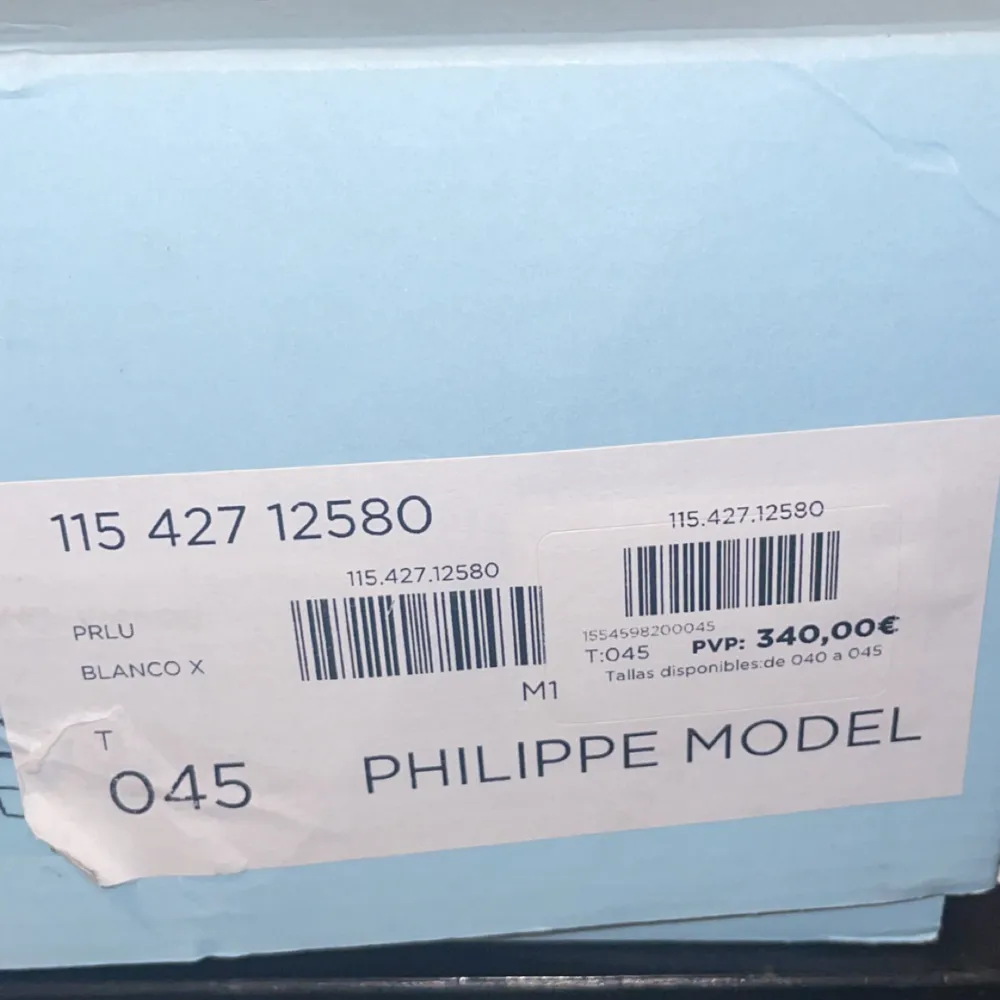 115 427 12580
115.427.12580
PRLU
BLANCO X
M1
T
045
PHILIPPE MODEL
115.427.12580
1554598200045
T:045 PVP: 340,00€
Tallas disponibles:de 040 a 045